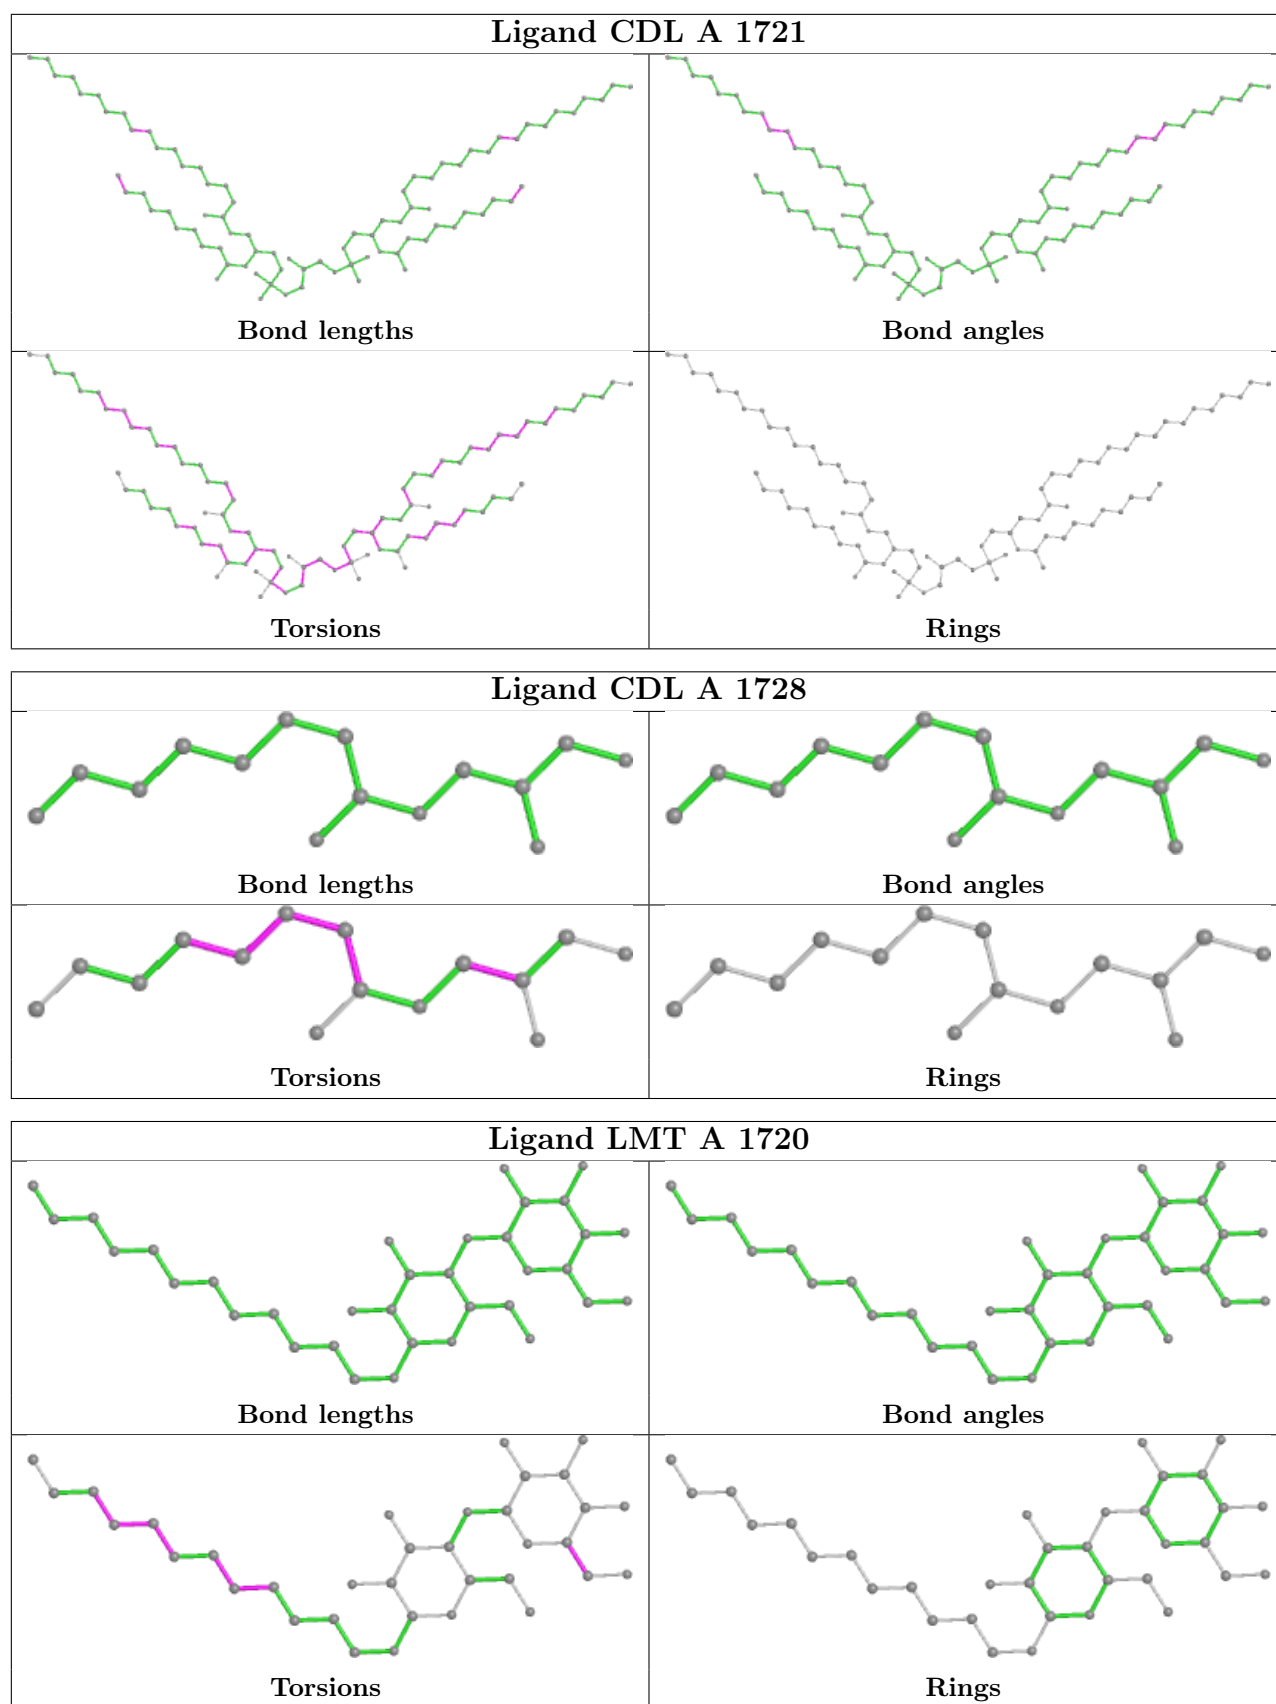 Ligand CDL A 1721
Bond lengths
Bond angles
Torsions
Rings
Ligand CDL A 1728
Bond lengths
Bond angles
Torsions
Rings
Ligand LMT A 1720
Bond lengths
Bond angles
Torsions
Rings